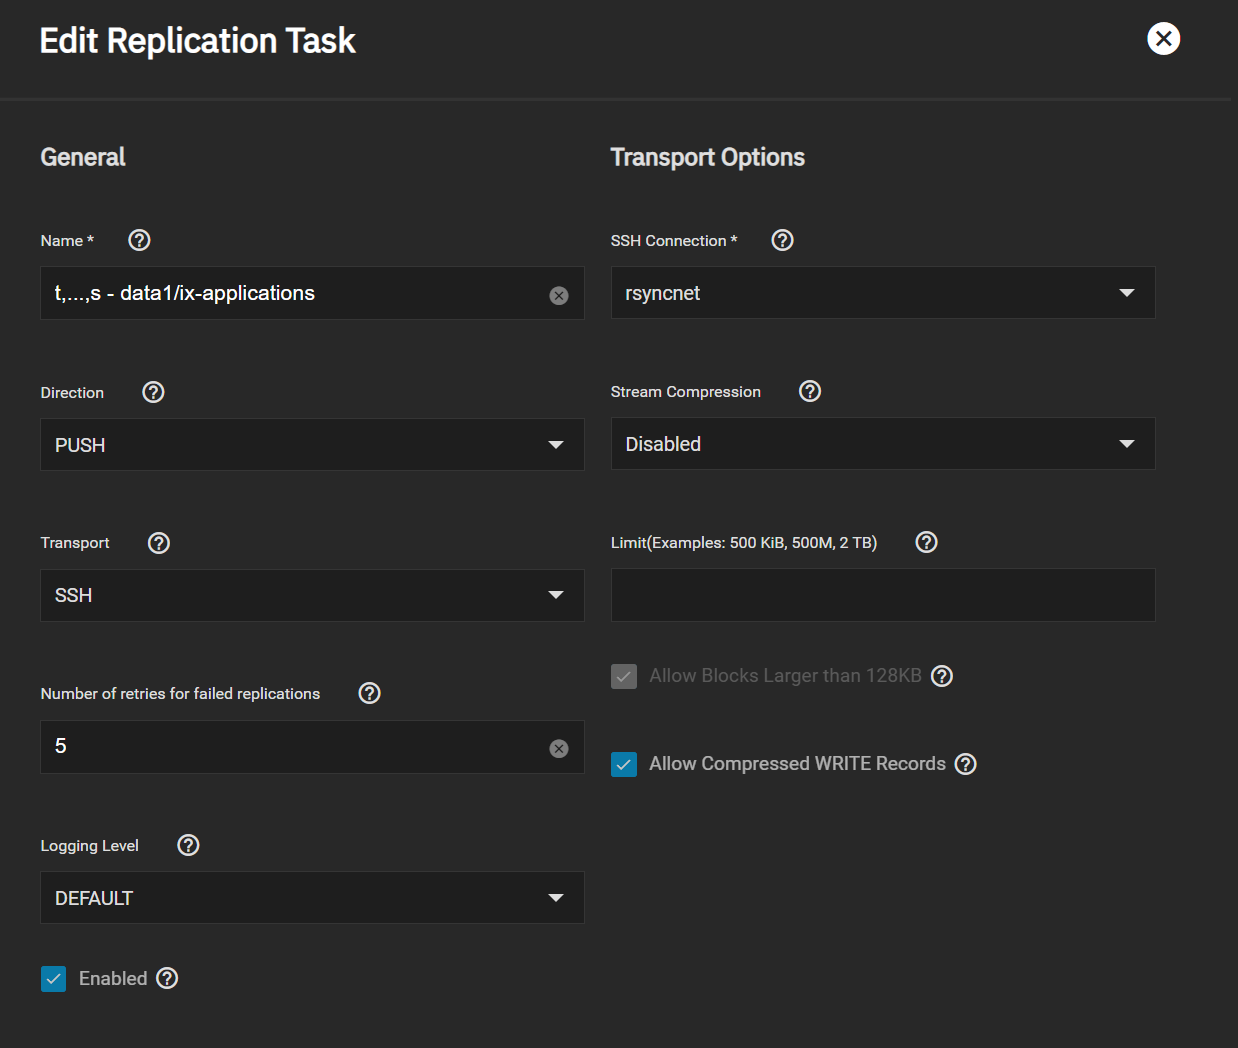 Edit Replication Task
General
Name *
t,...,s - data1/ix-applications
Direction
PUSH
Transport
SSH
Number of retries for failed replications
5
Logging Level
DEFAULT
Enabled
Transport Options
SSH Connection *
rsyncnet
Stream Compression
Disabled
Limit(Examples: 500 KiB, 500M, 2 TB)
Allow Blocks Larger than 128KB
Allow Compressed WRITE Records